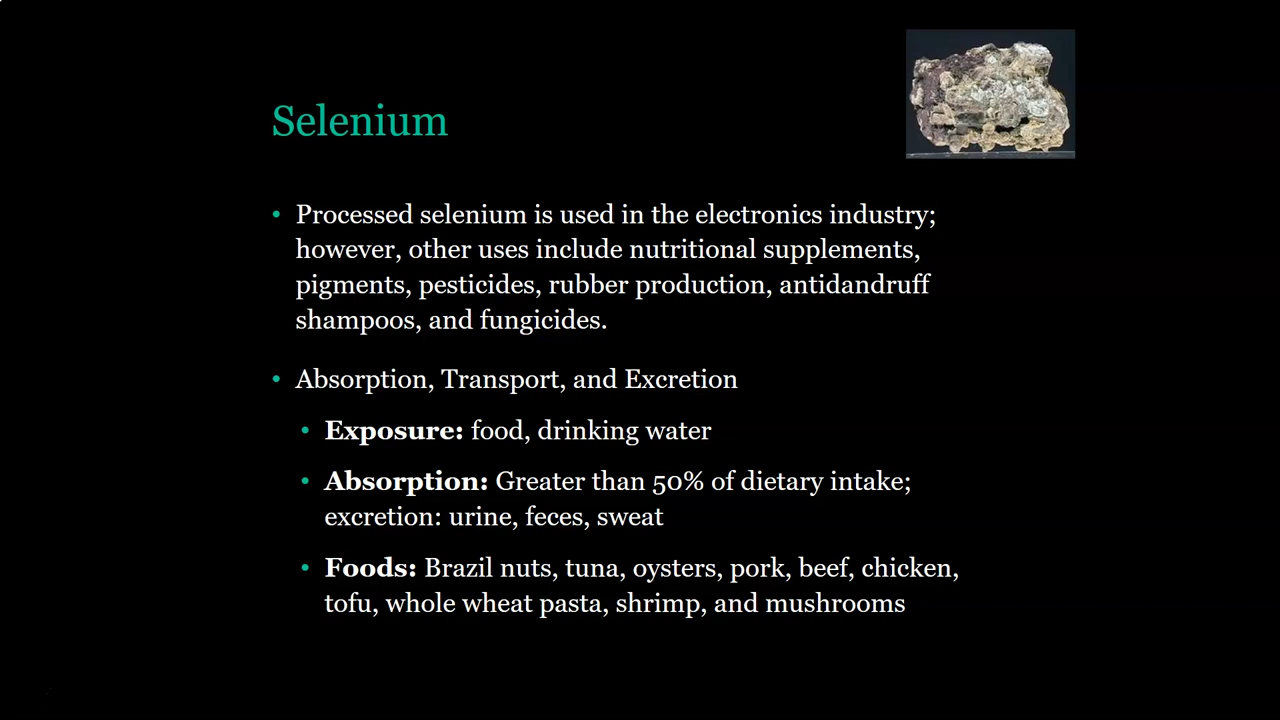 Selenium
• Processed selenium is used in the electronics industry;
however, other uses include nutritional supplements,
pigments, pesticides, rubber production, antidandruff
shampoos, and fungicides.
• Absorption, Transport, and Excretion
• Exposure: food, drinking water
• Absorption: Greater than 50% of dietary intake;
excretion: urine, feces, sweat
• Foods: Brazil nuts, tuna, oysters, pork, beef, chicken,
tofu, whole wheat pasta, shrimp, and mushrooms